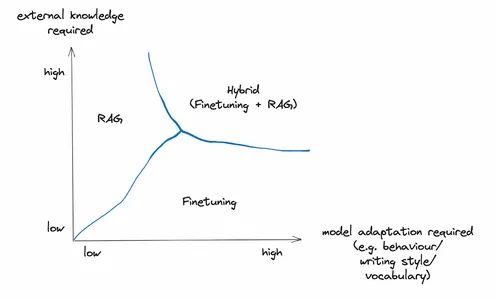 external knowledge
required
high
Hybrid
(Finetuning + RAG)
RAG
Finetuning
low
low
high
model adaptation required
(e.g. behaviour/
writing style/
vocabulary)